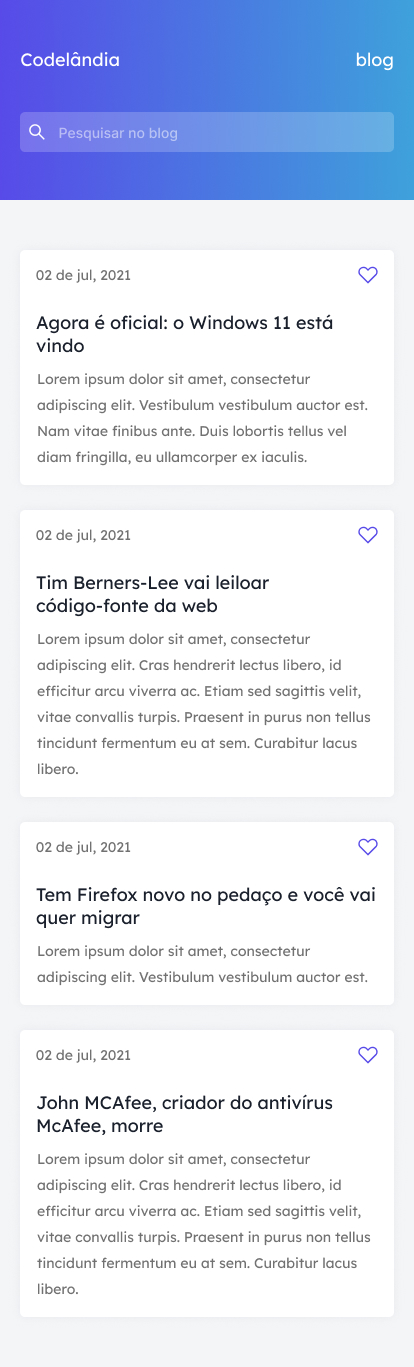 Codelândia
blog
Pesquisar no blog
02 de jul, 2021
Agora é oficial: o Windows 11 está
vindo
Lorem ipsum dolor sit amet, consectetur
adipiscing elit. Vestibulum vestibulum auctor est.
Nam vitae finibus ante. Duis lobortis tellus vel
diam fringilla, eu ullamcorper ex iaculis.
02 de jul, 2021
Tim Berners-Lee vai leiloar
código-fonte da web
Lorem ipsum dolor sit amet, consectetur
adipiscing elit. Cras hendrerit lectus libero, id
efficitur arcu viverra ac. Etiam sed sagittis velit,
vitae convallis turpis. Praesent in purus non tellus
tincidunt fermentum eu at sem. Curabitur lacus
libero.
02 de jul, 2021
Tem Firefox novo no pedaço e você vai
quer migrar
Lorem ipsum dolor sit amet, consectetur
adipiscing elit. Vestibulum vestibulum auctor est.
02 de jul, 2021
John MCAfee, criador do antivírus
McAfee, morre
Lorem ipsum dolor sit amet, consectetur
adipiscing elit. Cras hendrerit lectus libero, id
efficitur arcu viverra ac. Etiam sed sagittis velit,
vitae convallis turpis. Praesent in purus non tellus
tincidunt fermentum eu at sem. Curabitur lacus
libero.